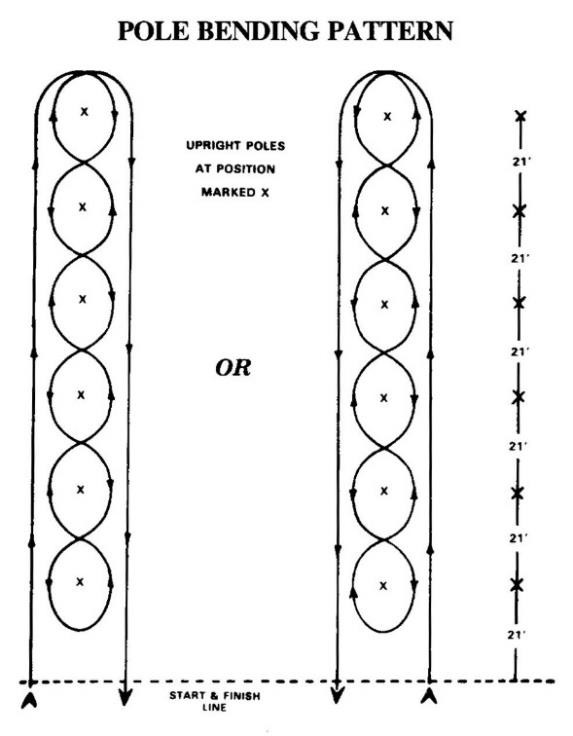 POLE BENDING PATTERN
UPRIGHT POLES
AT POSITION
MARKED X
OR
START & FINISH
LINE
X
X
X
X
X
X
X
X
X
X
X
X
21'
21'
21'
21'
21'
21'